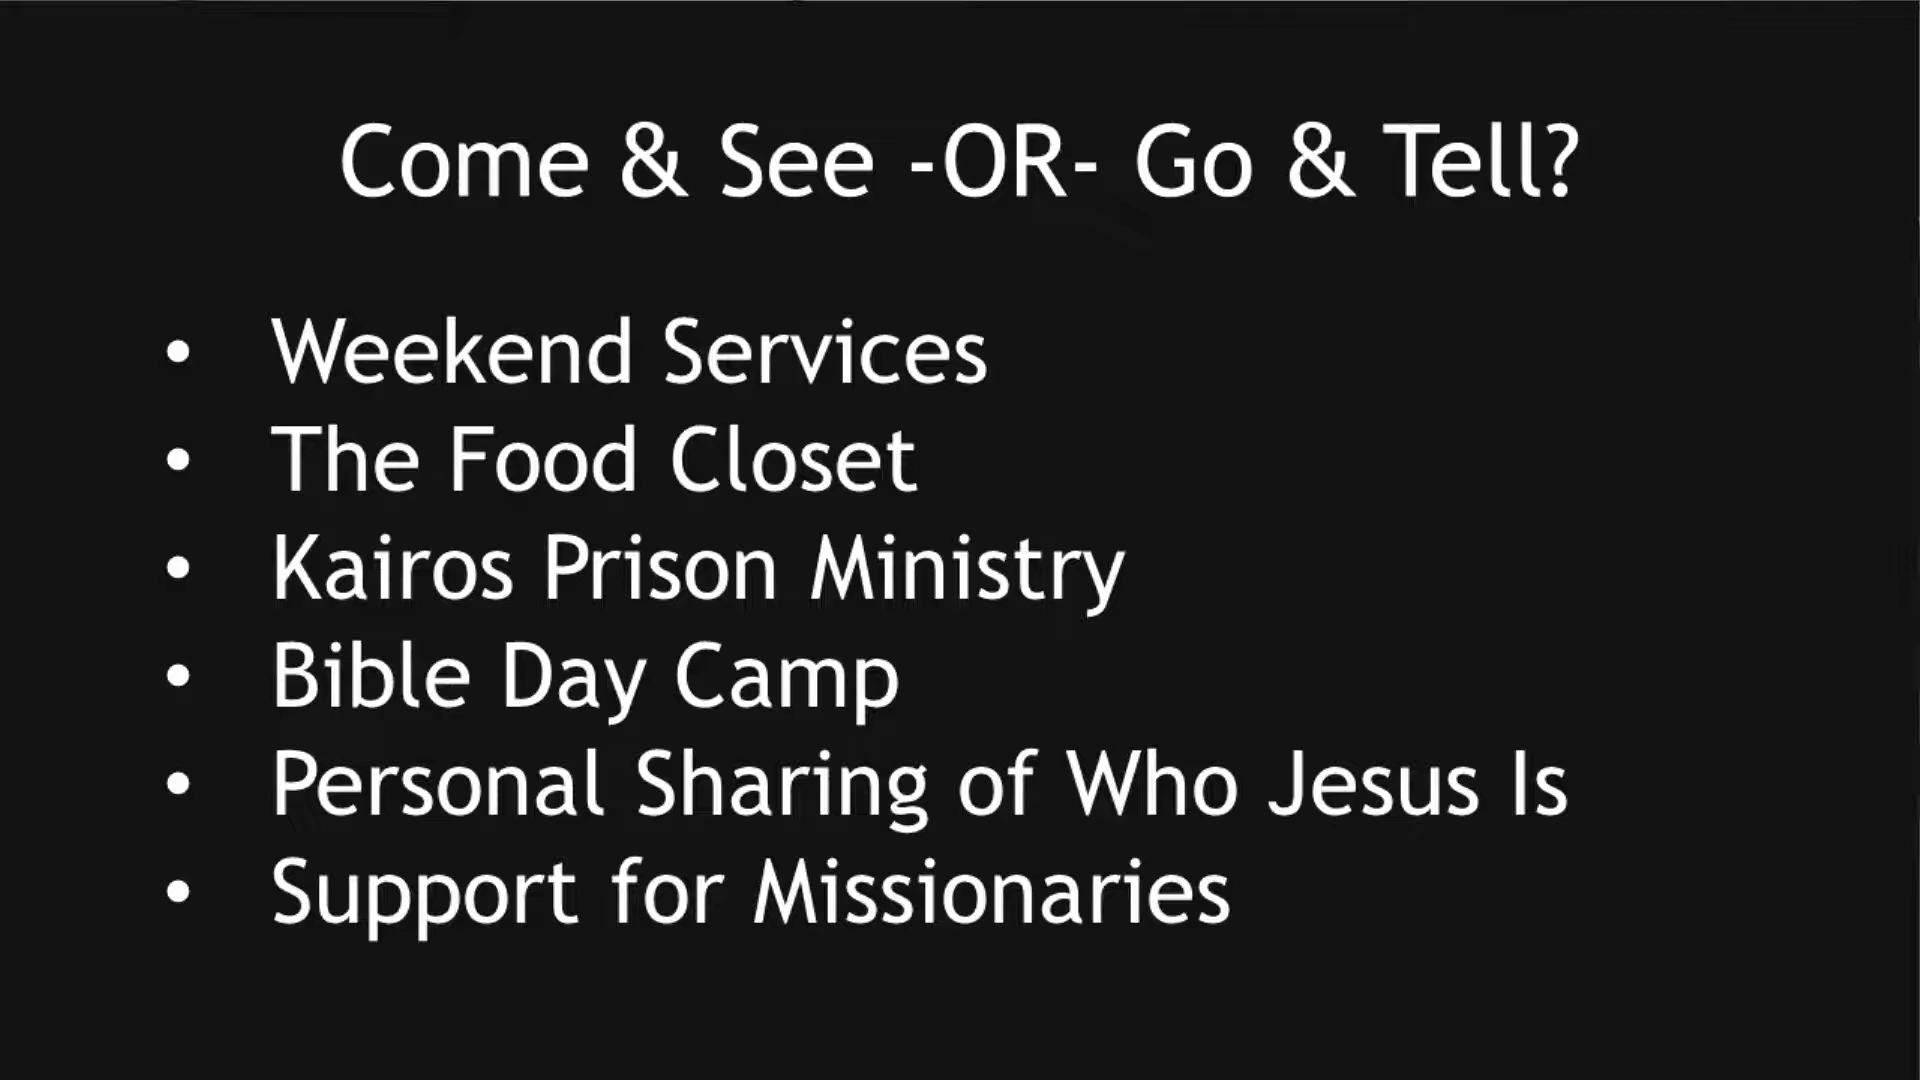 Come & See -OR- Go & Tell?
• Weekend Services
• The Food Closet
• Kairos Prison Ministry
• Bible Day Camp
• Personal Sharing of Who Jesus Is
• Support for Missionaries